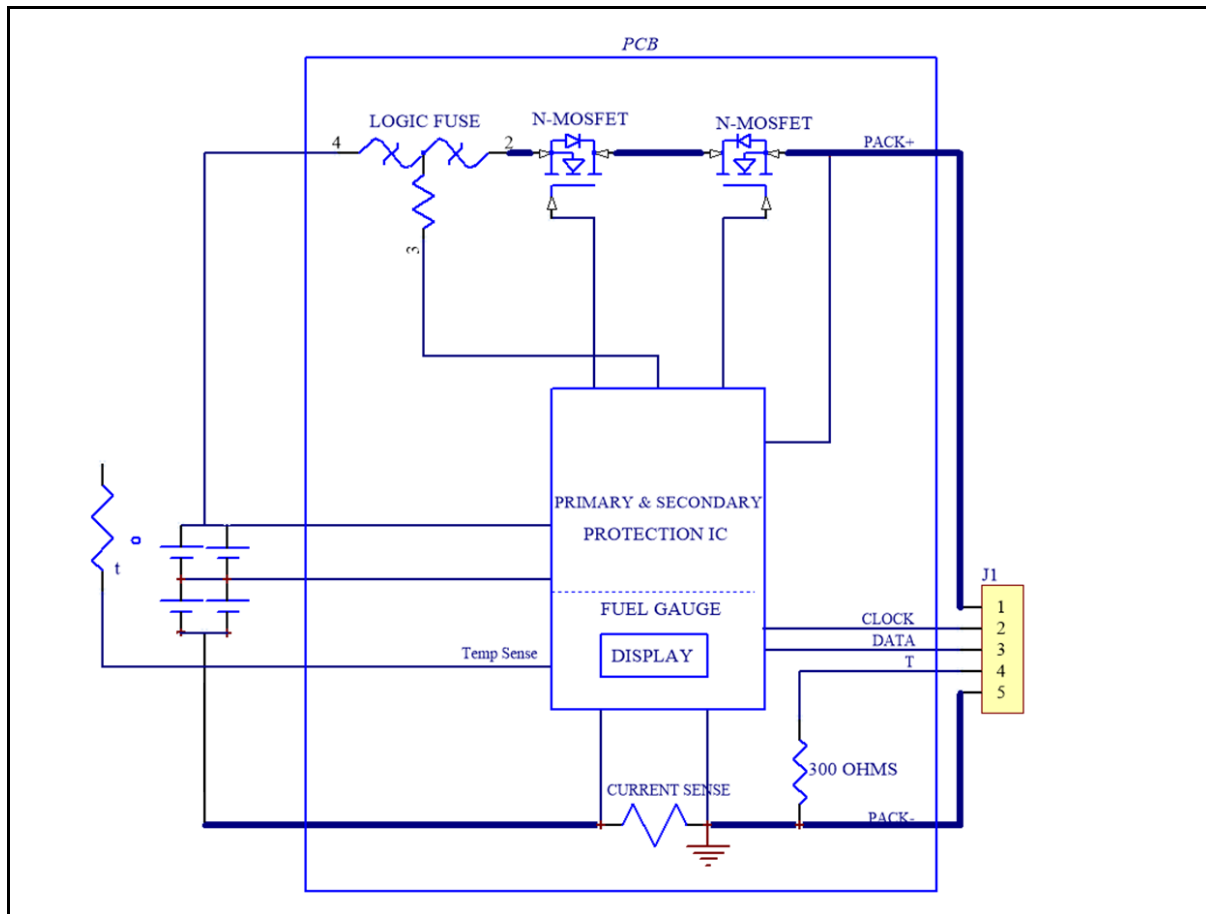 PCB
LOGIC FUSE
N-MOSFET
N-MOSFET
4
2
3
PACK+
PRIMARY & SECONDARY
PROTECTION IC
FUEL GAUGE
DISPLAY
t
o
Temp Sense
J1
1
CLOCK
2
DATA
3
T
4
5
300 OHMS
CURRENT SENSE
PACK-